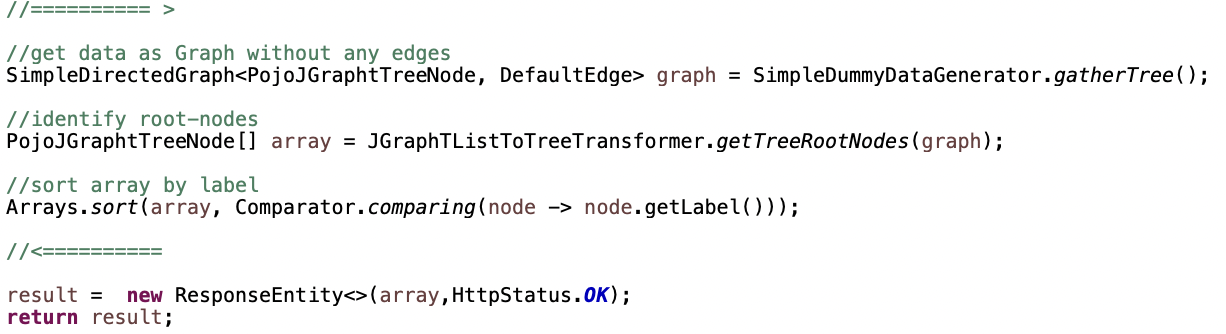 //========== >
//get data as Graph without any edges
SimpleDirectedGraph<PojoJGraphtTreeNode, DefaultEdge> graph = SimpleDummyDataGenerator.gatherTree();
//identify root-nodes
PojoJGraphtTreeNode[] array = JGraphTListToTreeTransformer.getTreeRootNodes(graph);
//sort array by label
Arrays.sort(array, Comparator.comparing(node -> node.getLabel()));
//<==========
result =  new ResponseEntity<>(array,HttpStatus.OK);
return result;